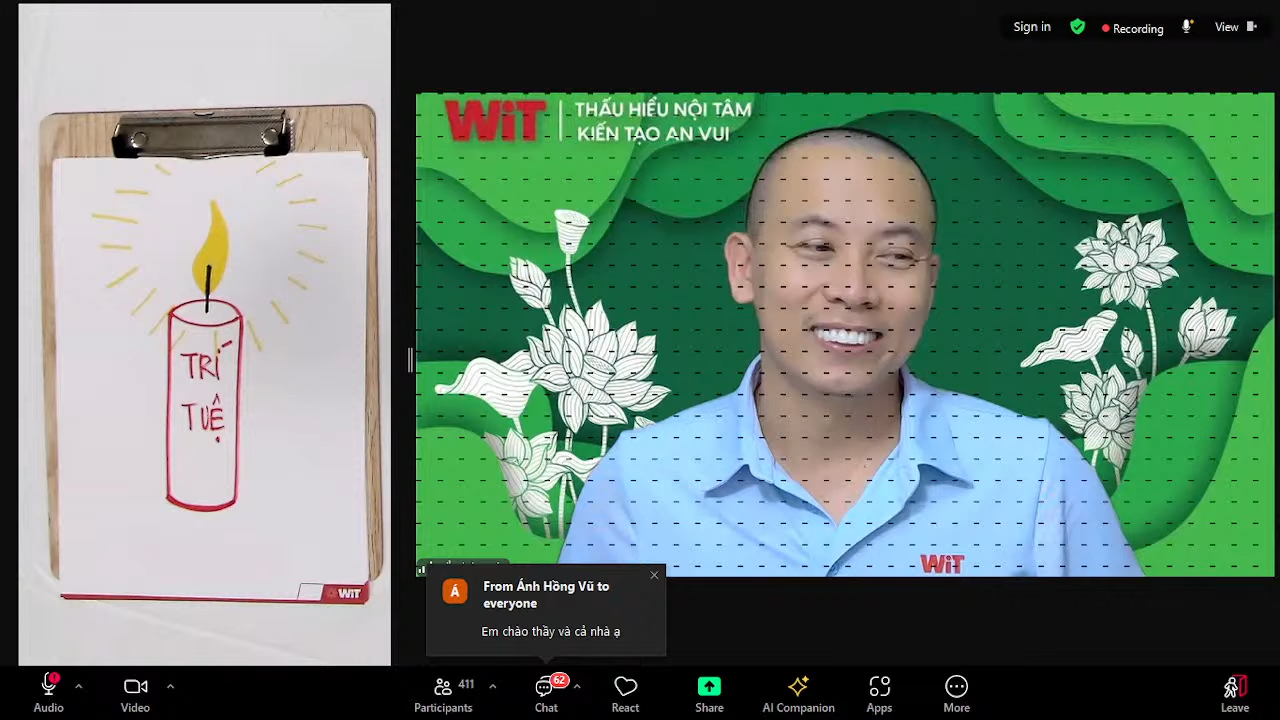 TRÍ
TUỆ
WiT
Sign in
Recording
View
WiT
THẤU HIỂU NỘI TÂM
KIẾN TẠO AN VUI
WiT
Á
From Ánh Hồng Vũ to
everyone
Em chào thầy và cả nhà ạ
Audio
Video
411
Participants
62
Chat
React
Share
AI Companion
Apps
More
Leave